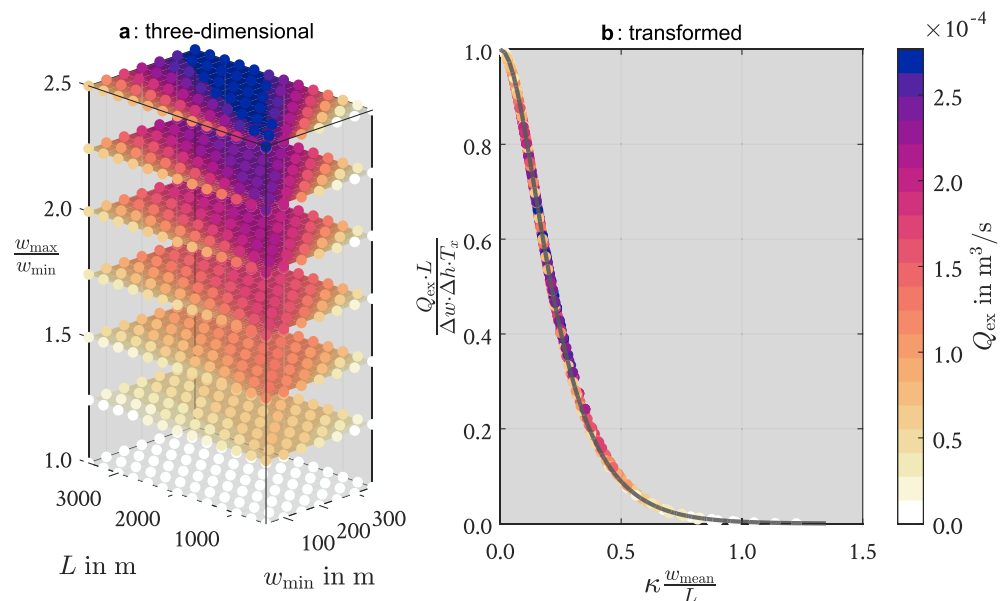 a: three-dimensional
2.5
2.0
w_max
w_min
1.5
1.0
3000
2000
1000
L in m
100
200
300
w_min in m
b: transformed
1.0
0.8
0.6
Q_ex·L
Δw·Δh·T_x
0.4
0.2
0.0
0.0 0.5 1.0 1.5
κ w_mean
L
×10⁻⁴
2.5
2.0
1.5
1.0
0.5
0.0
Q_ex in m³/s